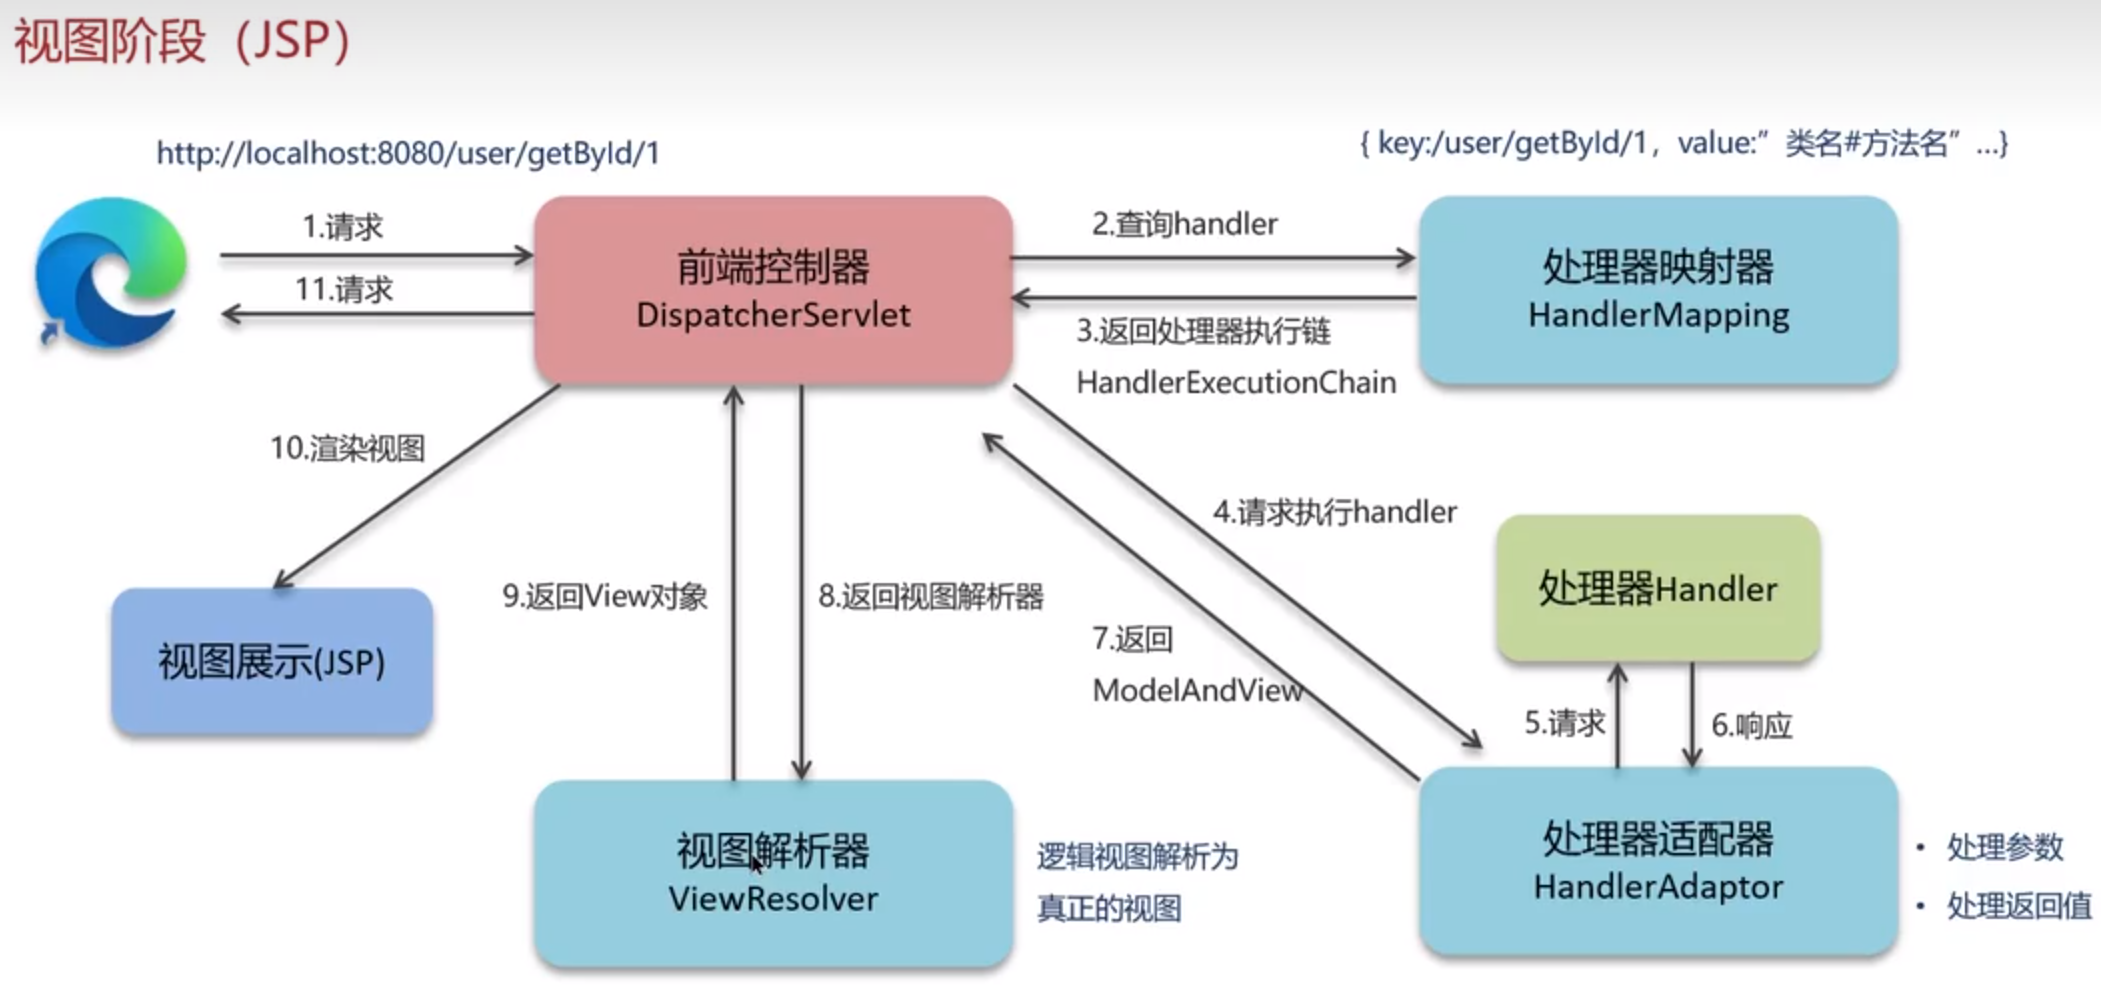 视图阶段（JSP）
http://localhost:8080/user/getById/1
{ key:/user/getById/1，value:”类名#方法名”...}
1.请求
11.请求
前端控制器
DispatcherServlet
2.查询handler
3.返回处理器执行链
HandlerExecutionChain
处理器映射器
HandlerMapping
10.渲染视图
4.请求执行handler
9.返回View对象
8.返回视图解析器
7.返回
ModelAndView
处理器Handler
视图展示(JSP)
5.请求
6.响应
视图解析器
ViewResolver
逻辑视图解析为
真正的视图
处理器适配器
HandlerAdaptor
• 处理参数
• 处理返回值